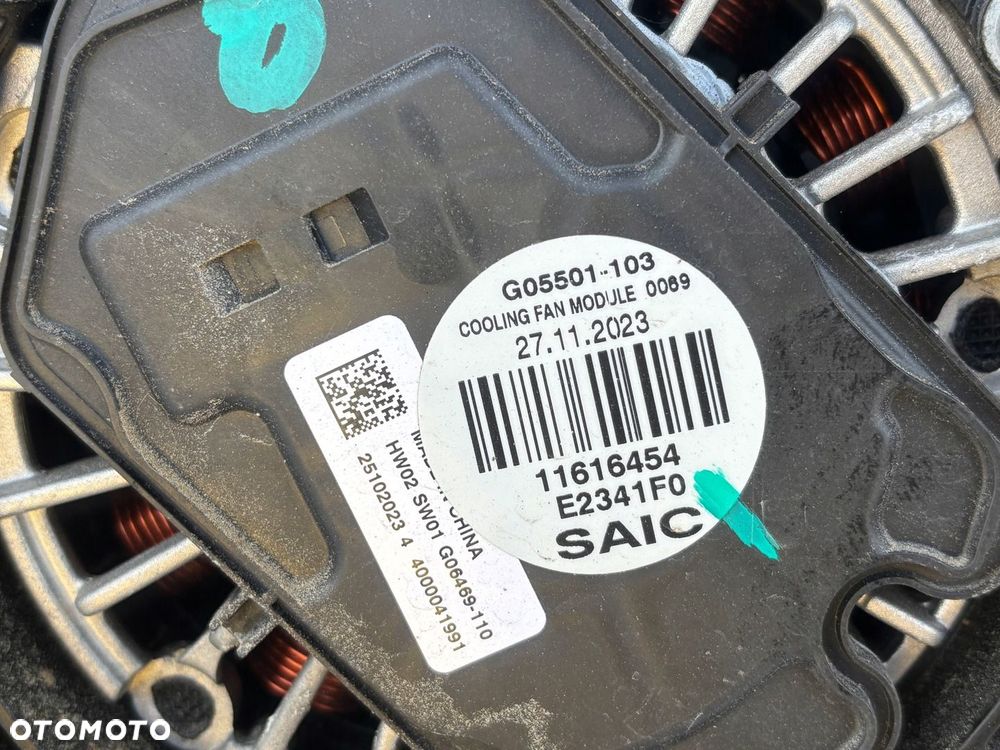 G05501-103
COOLING FAN MODULE 0069
27.11.2023
11616454
E2341F0
SAIC
CHINA
HW02 SW01 G06469-110
25102023 4 4000041991
OTOMOTO